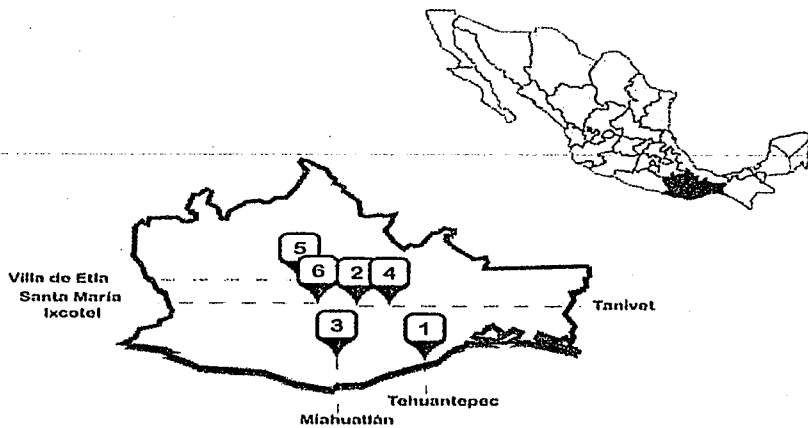 5
6 2 4
Villa de Etla
Santa María
Ixcotel
Tanivet
3 1
Tehuantepec
Miahuatlán